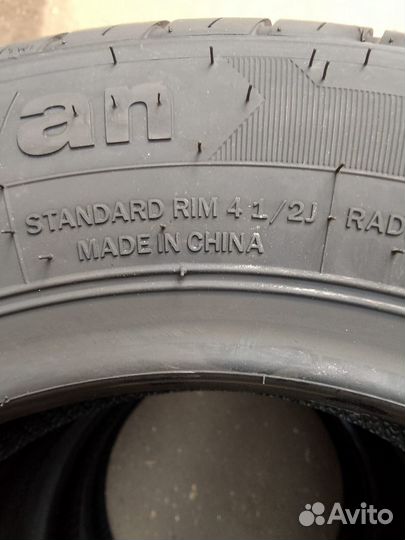 van
STANDARD RIM 4 1/2J
RAD
MADE IN CHINA
Avito